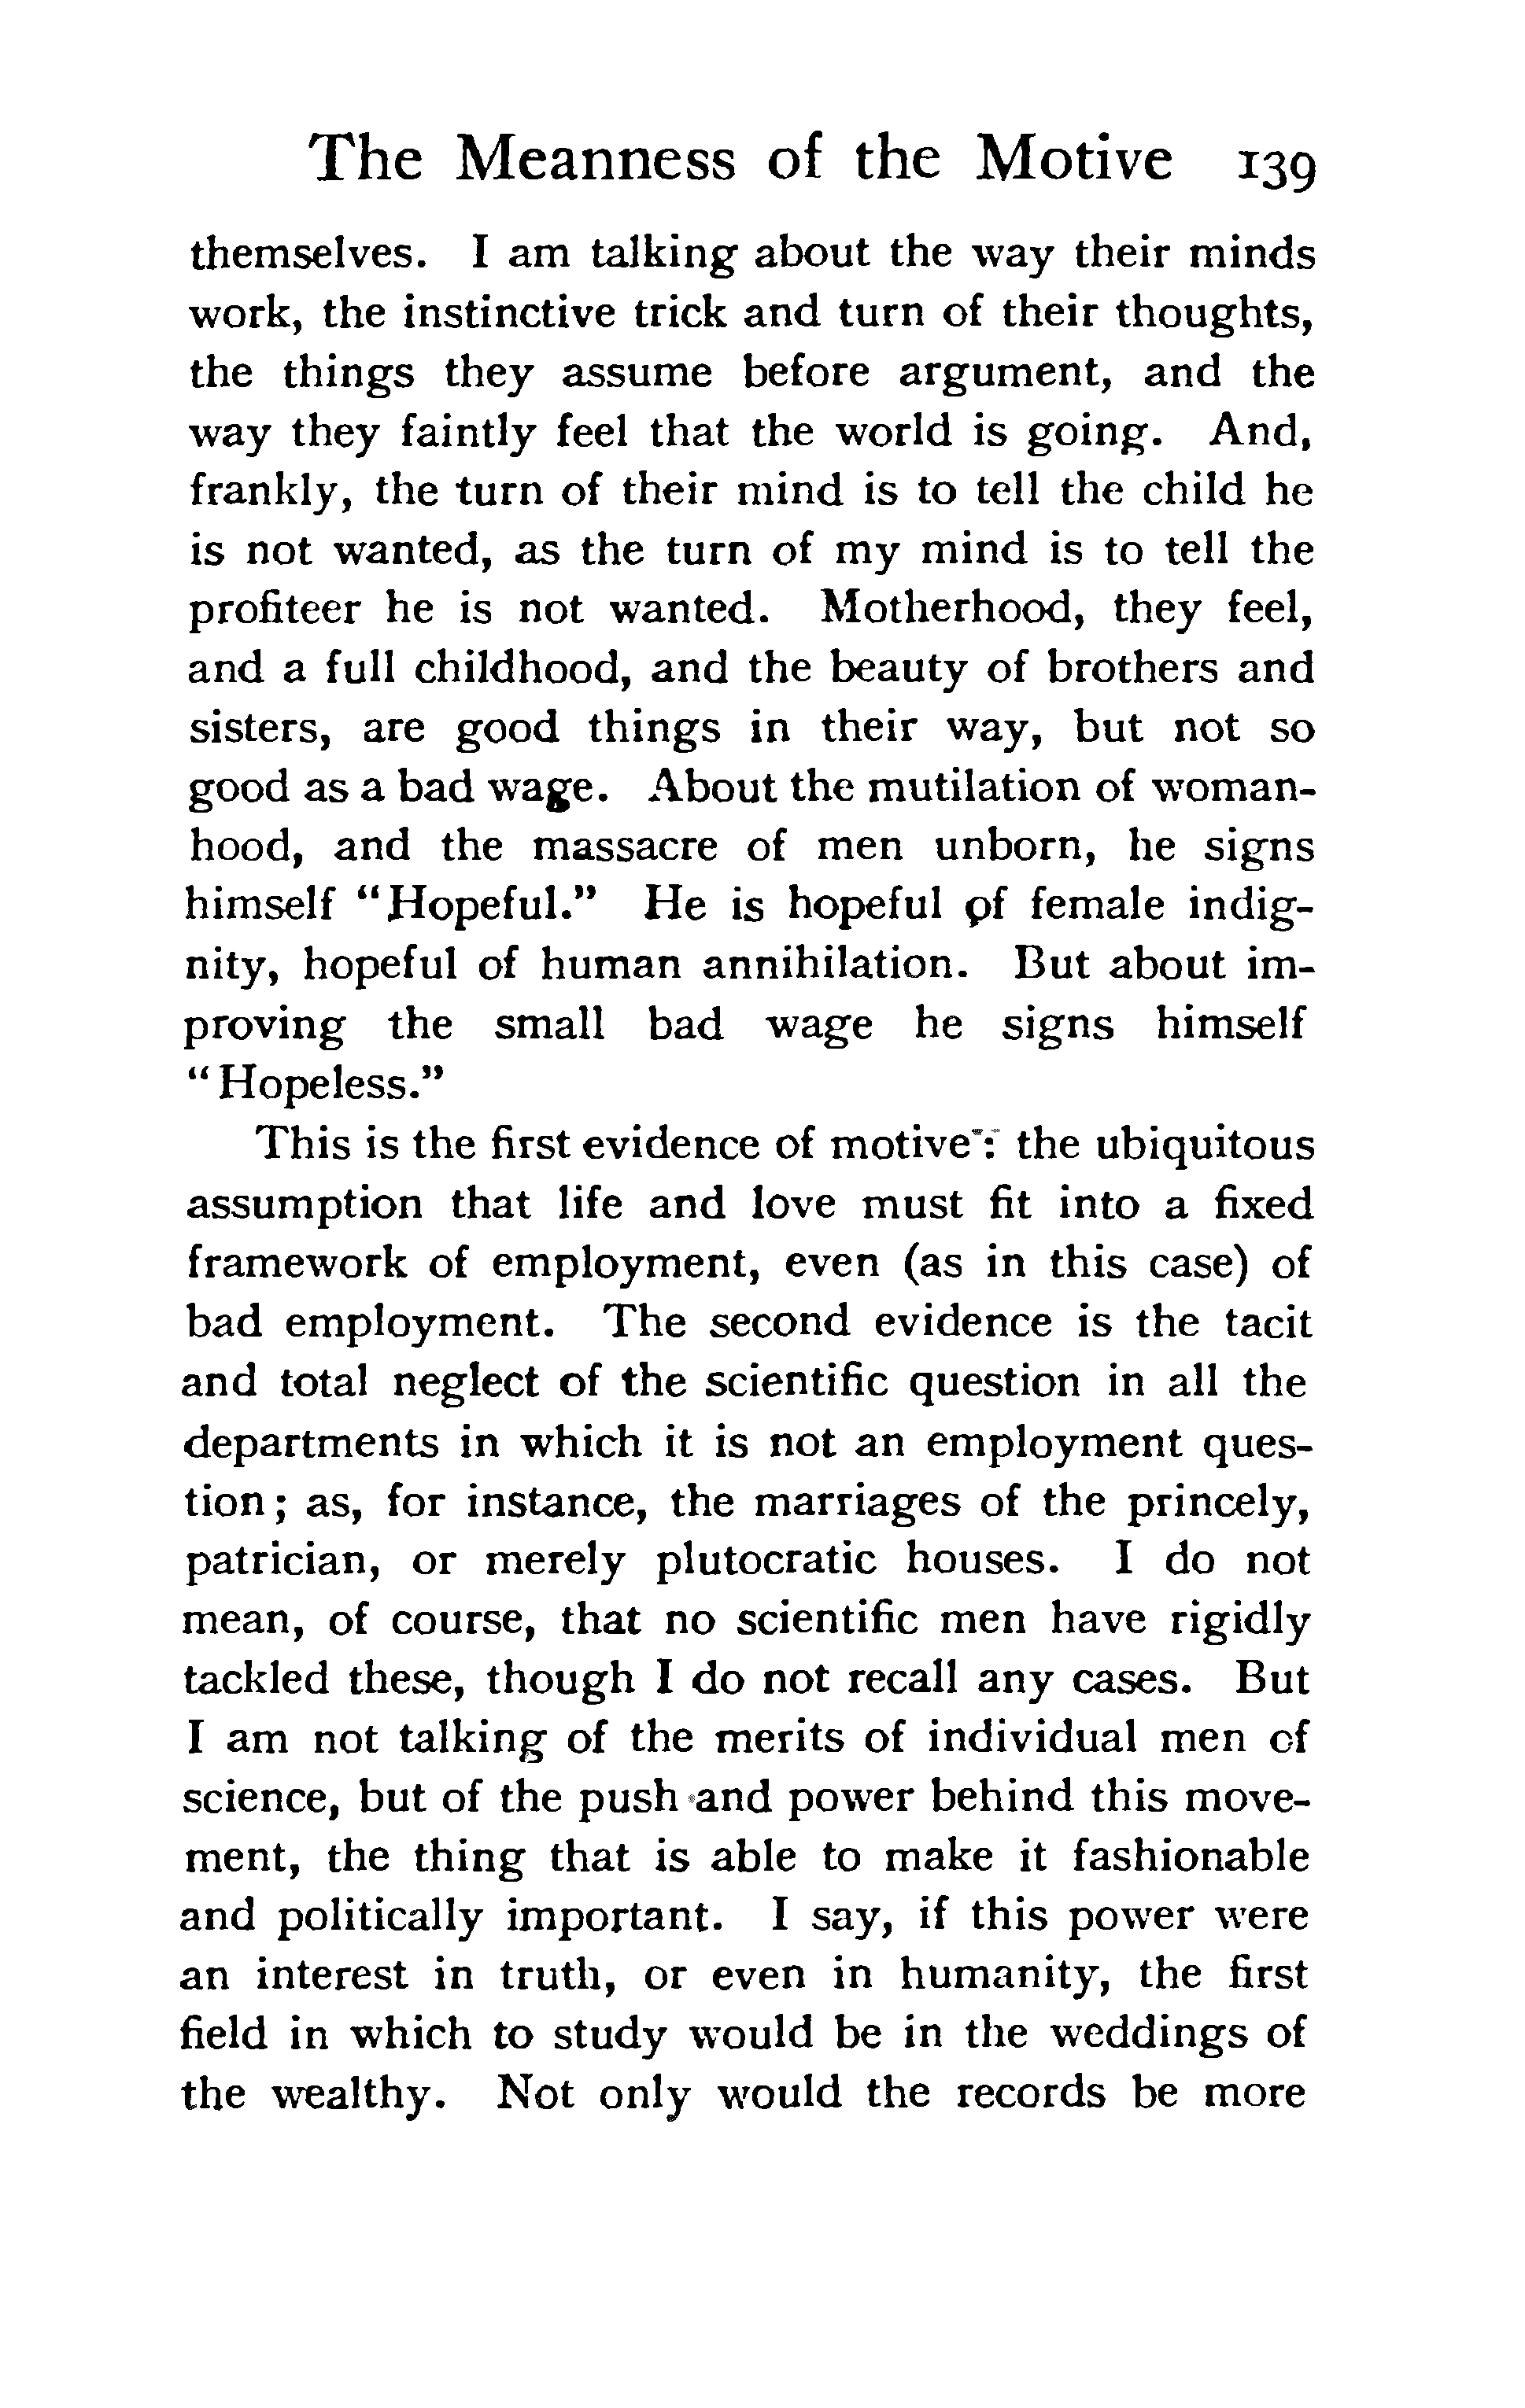 The Meanness of the Motive 139
themselves. I am talking about the way their minds
work, the instinctive trick and turn of their thoughts,
the things they assume before argument, and the
way they faintly feel that the world is going. And,
frankly, the turn of their mind is to tell the child he
is not wanted, as the turn of my mind is to tell the
profiteer he is not wanted. Motherhood, they feel,
and a full childhood, and the beauty of brothers and
sisters, are good things in their way, but not so
good as a bad wage. About the mutilation of woman-
hood, and the massacre of men unborn, he signs
himself "Hopeful." He is hopeful of female indig-
nity, hopeful of human annihilation. But about im-
proving the small bad wage he signs himself
"Hopeless."
This is the first evidence of motive: the ubiquitous
assumption that life and love must fit into a fixed
framework of employment, even (as in this case) of
bad employment. The second evidence is the tacit
and total neglect of the scientific question in all the
departments in which it is not an employment ques-
tion; as, for instance, the marriages of the princely,
patrician, or merely plutocratic houses. I do not
mean, of course, that no scientific men have rigidly
tackled these, though I do not recall any cases. But
I am not talking of the merits of individual men of
science, but of the push and power behind this move-
ment, the thing that is able to make it fashionable
and politically important. I say, if this power were
an interest in truth, or even in humanity, the first
field in which to study would be in the weddings of
the wealthy. Not only would the records be more